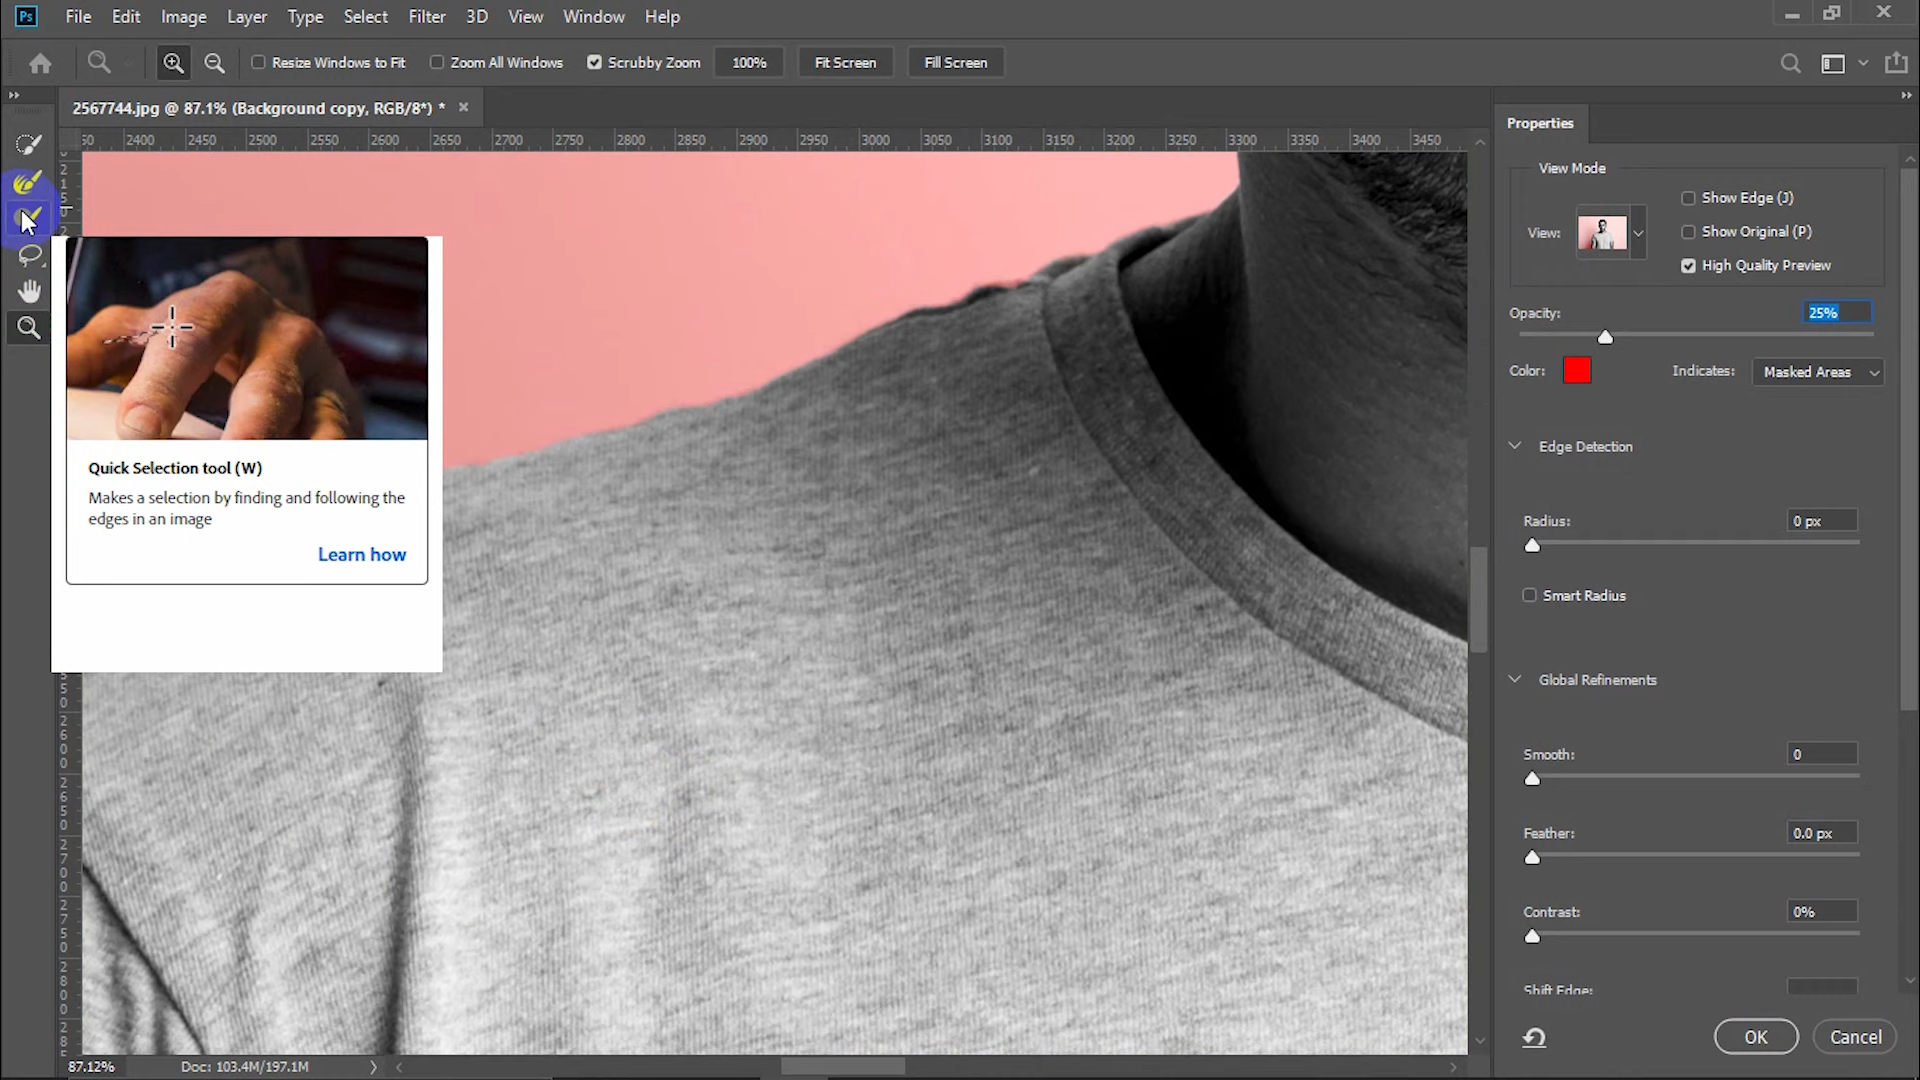 Ps File Edit Image Layer Type Select Filter 3D View Window Help
Resize Windows to Fit Zoom All Windows Scrubby Zoom 100% Fit Screen Fill Screen
2567744.jpg @ 87.1% (Background copy, RGB/8*) *
50 2400 2450 2500 2550 2600 2650 2700 2750 2800 2850 2900 2950 3000 3050 3100 3150 3200 3250 3300 3350 3400 3450
Quick Selection tool (W)
Makes a selection by finding and following the
edges in an image
Learn how
Properties
View Mode
View:
Show Edge (J)
Show Original (P)
High Quality Preview
Opacity: 25%
Color: Indicates: Masked Areas
Edge Detection
Radius: 0 px
Smart Radius
Global Refinements
Smooth: 0
Feather: 0.0 px
Contrast: 0%
Shift Edge:
OK Cancel
87.12% Doc: 103.4M/197.1M